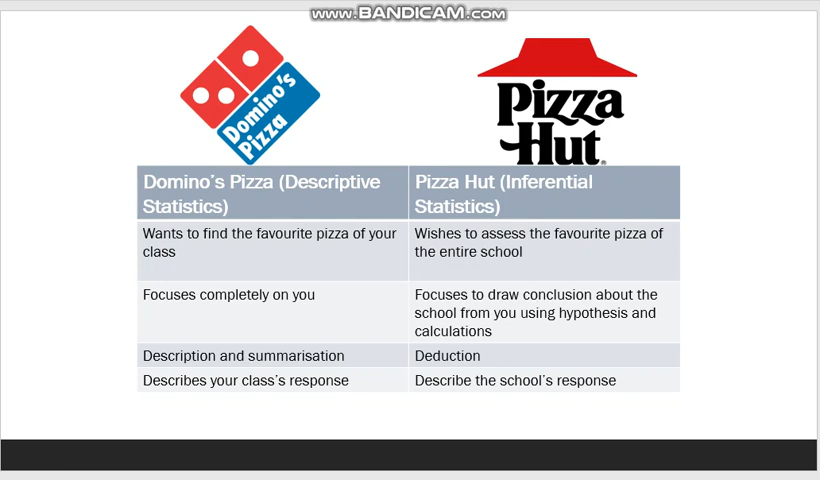 www.BANDICAM.com
Domino's
Pizza
Pizza
Hut
Domino's Pizza (Descriptive
Statistics)
Pizza Hut (Inferential
Statistics)
Wants to find the favourite pizza of your
class
Wishes to assess the favourite pizza of
the entire school
Focuses completely on you
Focuses to draw conclusion about the
school from you using hypothesis and
calculations
Description and summarisation
Deduction
Describes your class's response
Describe the school's response